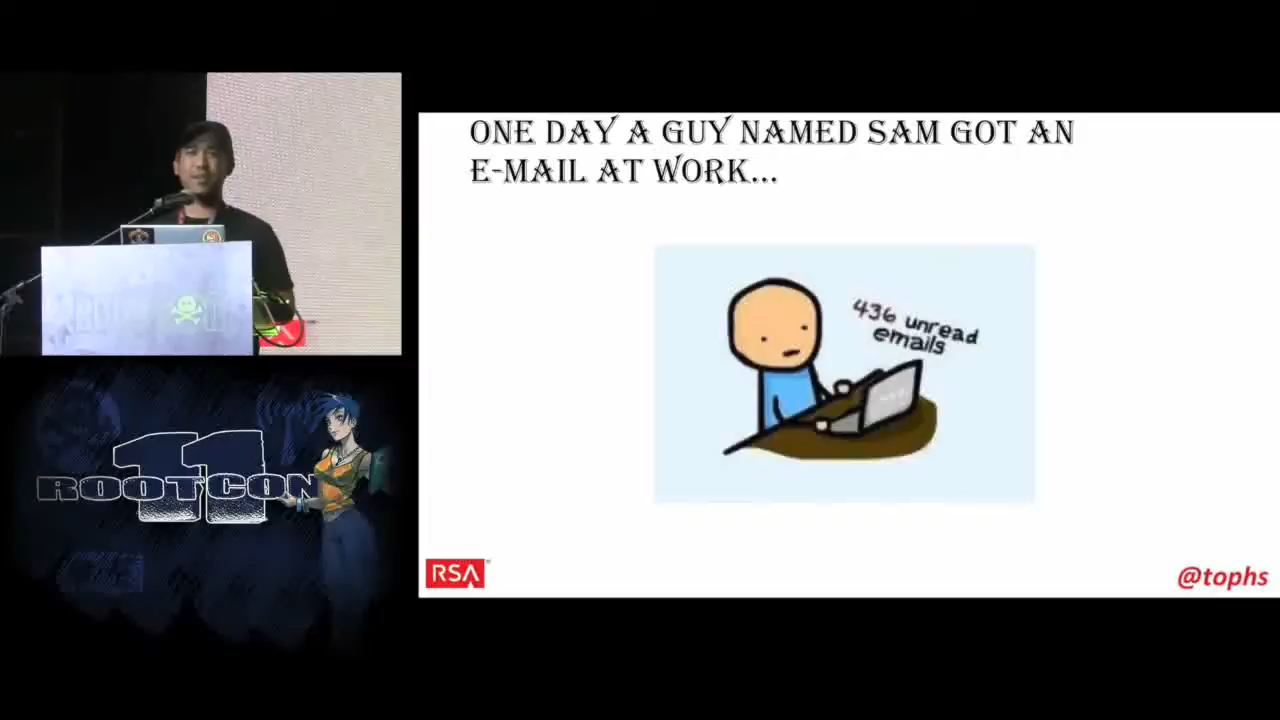 ONE DAY A GUY NAMED SAM GOT AN
E-MAIL AT WORK...
436 unread
emails
RSA
@tophs
11
ROOTCON